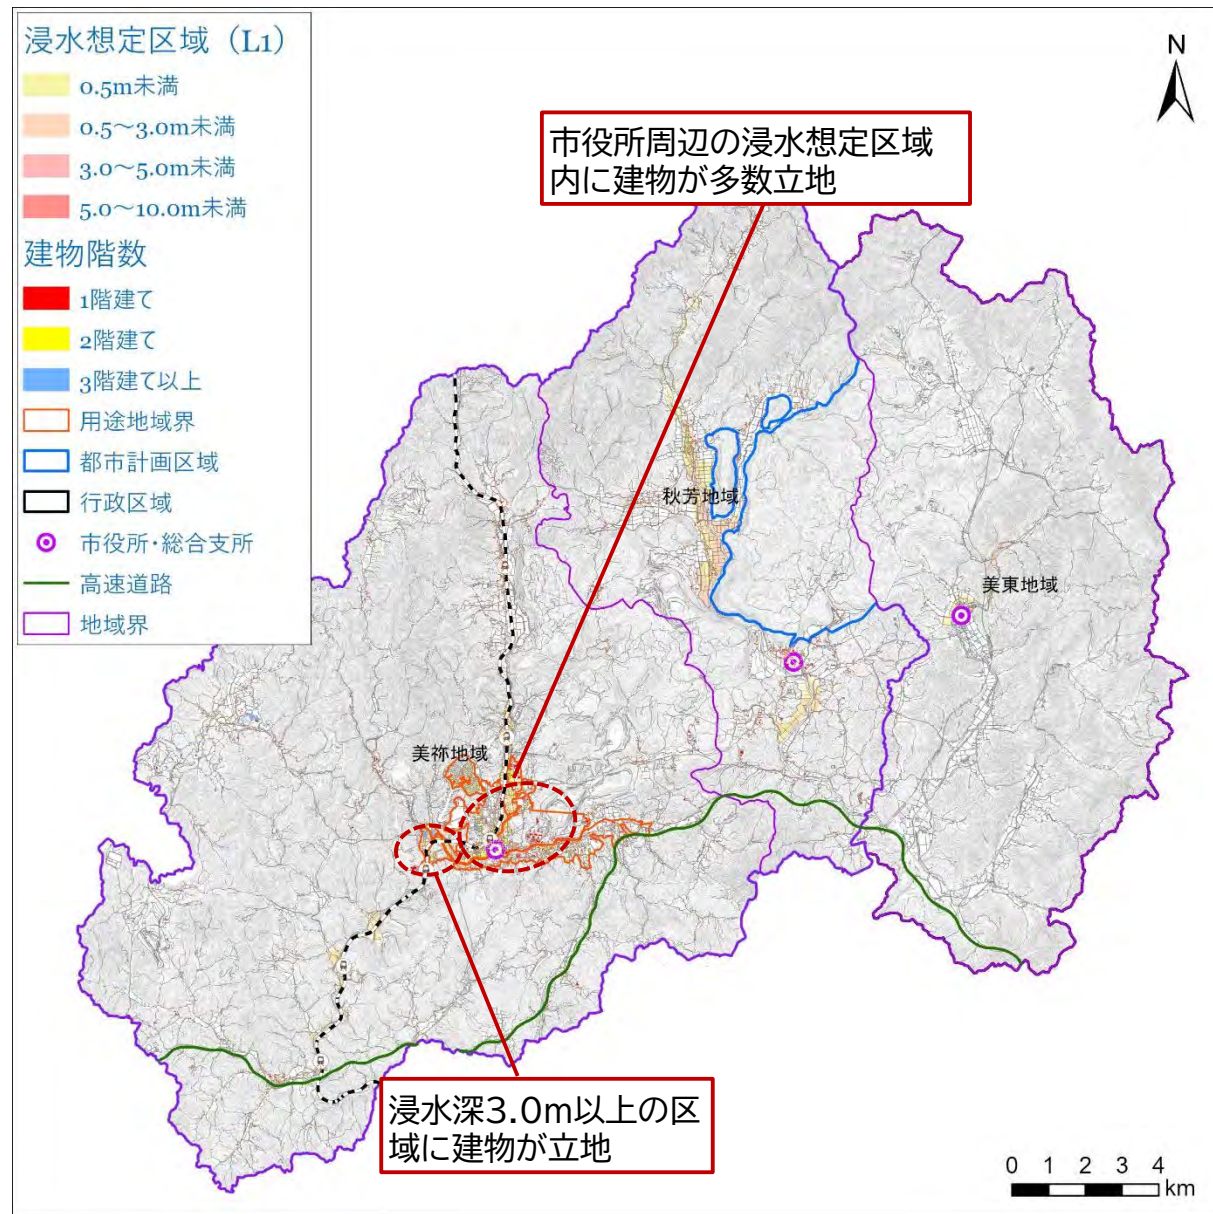 浸水想定区域（L1）
0.5m未満
0.5～3.0m未満
3.0～5.0m未満
5.0～10.0m未満
建物階数
1階建て
2階建て
3階建て以上
用途地域界
都市計画区域
行政区域
市役所・総合支所
高速道路
地域界
N
市役所周辺の浸水想定区域
内に建物が多数立地
秋芳地域
美東地域
美祢地域
浸水深3.0m以上の区
域に建物が立地
0 1 2 3 4
km